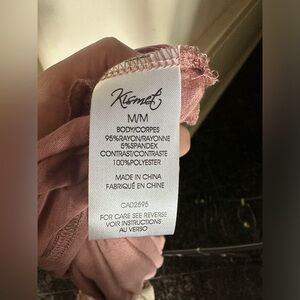 Kismet
M/M
BODY/CORPES
95%RAYON/RAYONNE
5%SPANDEX
CONTRAST/CONTRASTE
100%POLYESTER
MADE IN CHINA
FABRIQUÉ EN CHINE
CA02595
FOR CARE SEE REVERSE
VOIR INSTRUCTIONS
AU VERSO